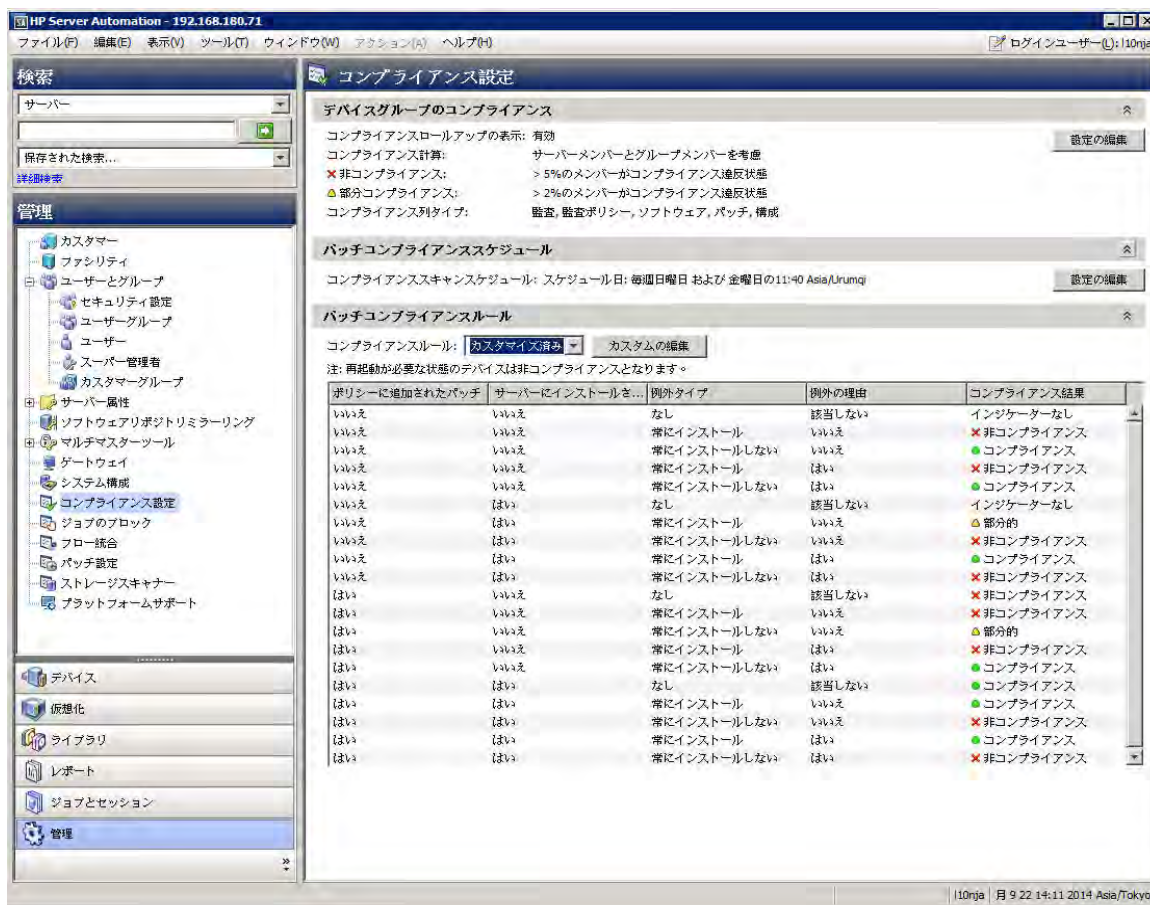 HP Server Automation - 192.168.180.71
ファイル(F) 編集(E) 表示(V) ツール(T) ウィンドウ(W) アクション(A) ヘルプ(H)
ログインユーザー(L): l10nja
検索
サーバー
保存された検索...
詳細検索
管理
カスタマー
ファシリティ
ユーザーとグループ
セキュリティ設定
ユーザーグループ
ユーザー
スーパー管理者
カスタマーグループ
サーバー属性
ソフトウェアリポジトリミラーリング
マルチマスターツール
ゲートウェイ
システム構成
コンプライアンス設定
ジョブのブロック
フロー統合
パッチ設定
ストレージスキャナー
プラットフォームサポート
デバイス
仮想化
ライブラリ
レポート
ジョブとセッション
管理
コンプライアンス設定
デバイスグループのコンプライアンス
コンプライアンスロールアップの表示: 有効
設定の編集
コンプライアンス計算: サーバーメンバーとグループメンバーを考慮
非コンプライアンス: > 5%のメンバーがコンプライアンス違反状態
部分コンプライアンス: > 2%のメンバーがコンプライアンス違反状態
コンプライアンス列タイプ: 監査, 監査ポリシー, ソフトウェア, パッチ, 構成
パッチコンプライアンススケジュール
コンプライアンススキャンスケジュール: スケジュール日: 毎週日曜日 および 金曜日の11:40 Asia/Urumqi
設定の編集
パッチコンプライアンスルール
コンプライアンスルール: カスタマイズ済み カスタムの編集
注: 再起動が必要な状態のデバイスは非コンプライアンスとなります。
ポリシーに追加されたパッチ サーバーにインストールさ... 例外タイプ 例外の理由 コンプライアンス結果
いいえ いいえ なし 該当しない インジケーターなし
いいえ いいえ 常にインストール いいえ 非コンプライアンス
いいえ いいえ 常にインストールしない いいえ コンプライアンス
いいえ いいえ 常にインストール はい 非コンプライアンス
いいえ いいえ 常にインストールしない はい コンプライアンス
いいえ はい なし 該当しない インジケーターなし
いいえ はい 常にインストール いいえ 部分的
いいえ はい 常にインストールしない いいえ 非コンプライアンス
いいえ はい 常にインストール はい コンプライアンス
いいえ はい 常にインストールしない はい 非コンプライアンス
はい いいえ なし 該当しない 非コンプライアンス
はい いいえ 常にインストール いいえ 非コンプライアンス
はい いいえ 常にインストールしない いいえ 部分的
はい いいえ 常にインストール はい 非コンプライアンス
はい いいえ 常にインストールしない はい コンプライアンス
はい はい なし 該当しない コンプライアンス
はい はい 常にインストール いいえ コンプライアンス
はい はい 常にインストールしない いいえ 非コンプライアンス
はい はい 常にインストール はい コンプライアンス
はい はい 常にインストールしない はい 非コンプライアンス
l10nja 月 9 22 14:11 2014 Asia/Tokyo